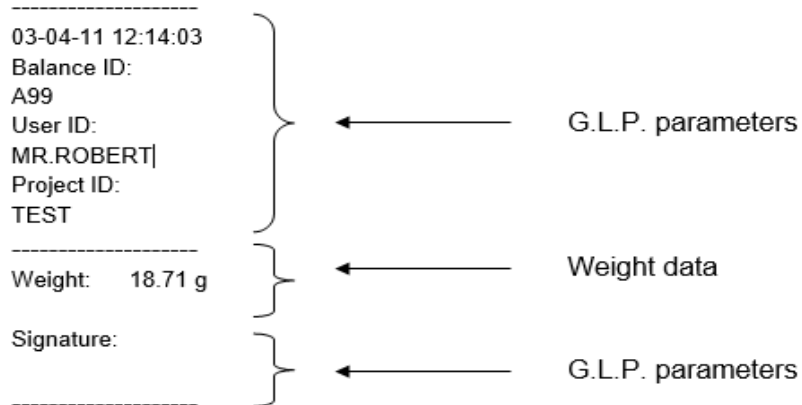 --------------------
03-04-11 12:14:03
Balance ID:
A99
User ID:
MR.ROBERT
Project ID:
TEST
G.L.P. parameters
--------------------
Weight: 18.71 g
Weight data
Signature:
G.L.P. parameters
--------------------